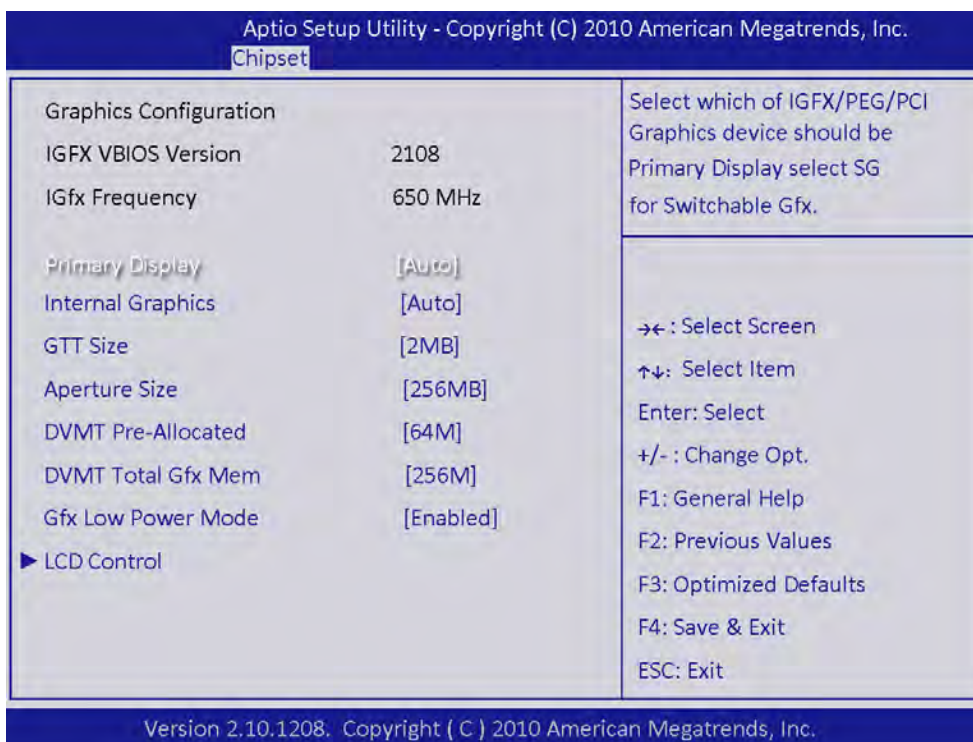 Aptio Setup Utility - Copyright (C) 2010 American Megatrends, Inc.
Chipset
Graphics Configuration
IGFX VBIOS Version 2108
IGfx Frequency 650 MHz
Primary Display [Auto]
Internal Graphics [Auto]
GTT Size [2MB]
Aperture Size [256MB]
DVMT Pre-Allocated [64M]
DVMT Total Gfx Mem [256M]
Gfx Low Power Mode [Enabled]
▶ LCD Control
Select which of IGFX/PEG/PCI
Graphics device should be
Primary Display select SG
for Switchable Gfx.
→← : Select Screen
↑↓: Select Item
Enter: Select
+/- : Change Opt.
F1: General Help
F2: Previous Values
F3: Optimized Defaults
F4: Save & Exit
ESC: Exit
Version 2.10.1208. Copyright ( C ) 2010 American Megatrends, Inc.